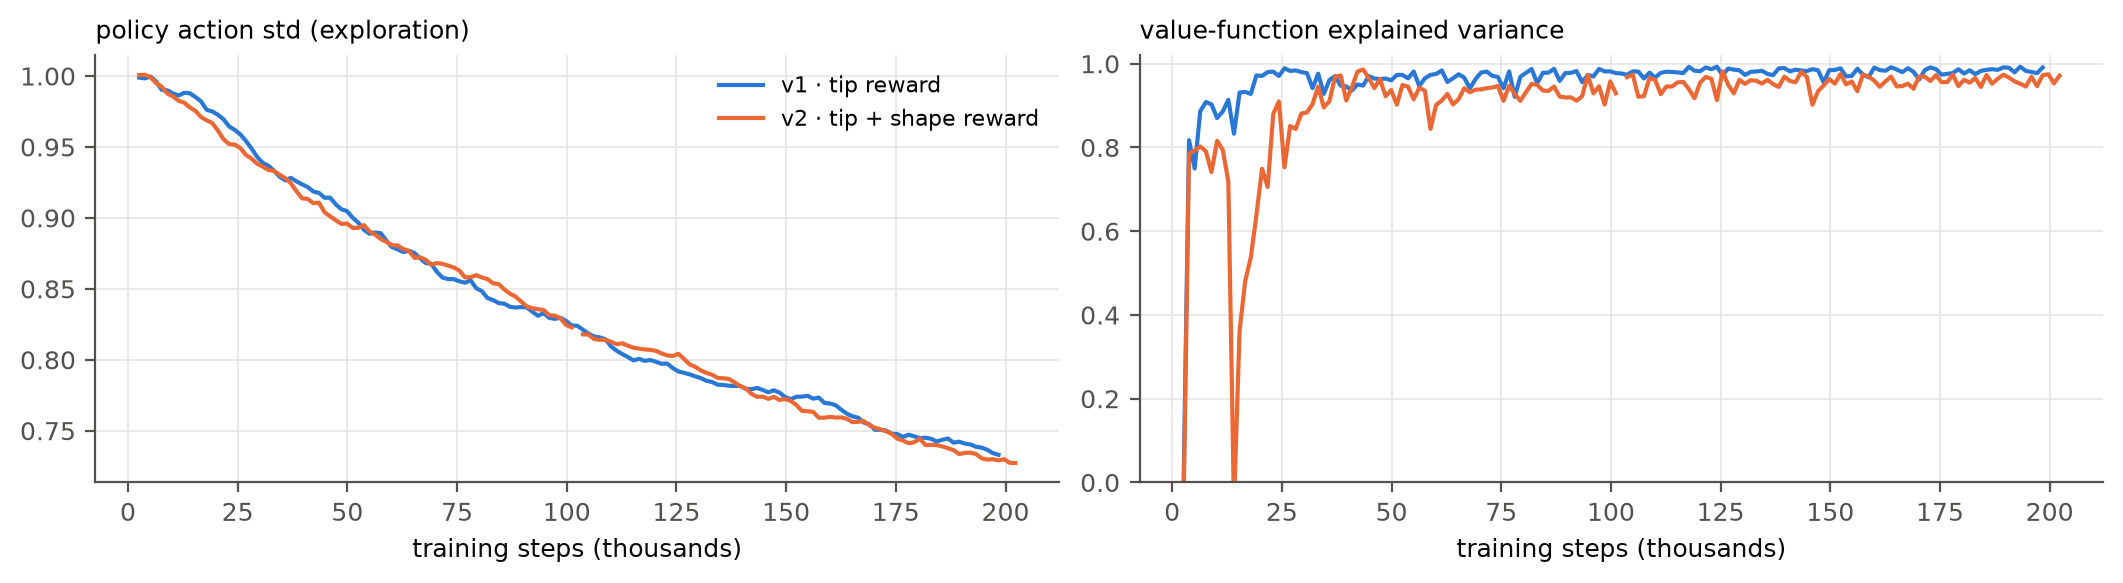 policy action std (exploration)
1.00
0.95
0.90
0.85
0.80
0.75
v1 · tip reward
v2 · tip + shape reward
0 25 50 75 100 125 150 175 200
training steps (thousands)
value-function explained variance
1.0
0.8
0.6
0.4
0.2
0.0
0 25 50 75 100 125 150 175 200
training steps (thousands)